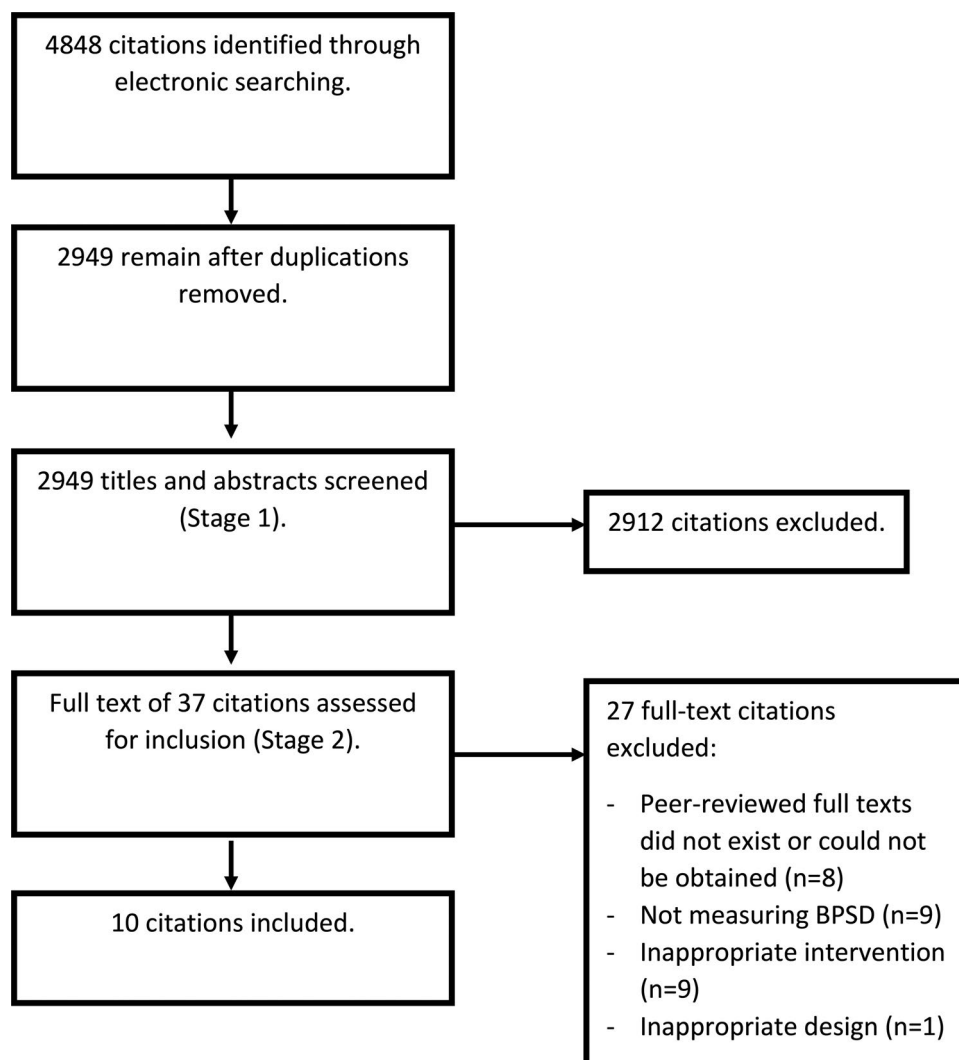 4848 citations identified through
electronic searching.
2949 remain after duplications
removed.
2949 titles and abstracts screened
(Stage 1).
2912 citations excluded.
Full text of 37 citations assessed
for inclusion (Stage 2).
27 full-text citations
excluded:
- Peer-reviewed full texts
did not exist or could not
be obtained (n=8)
- Not measuring BPSD (n=9)
- Inappropriate intervention
(n=9)
- Inappropriate design (n=1)
10 citations included.